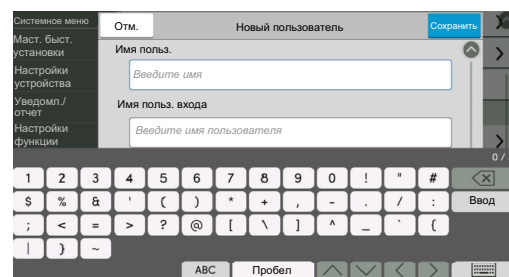 Системное меню
Отм.
Новый пользователь
Сохранить
Маст. быст.
установки
Настройки
устройства
Уведомл./
отчет
Настройки
функции
Имя польз.
Введите имя
Имя польз. входа
Введите имя пользователя
0 /
1 2 3 4 5 6 7 8 9 0 ! " #
$ % & ' ( ) * + , - . / : Ввод
; < = > ? @ [ \ ] ^ _ ` {
| } ~
ABC Пробел